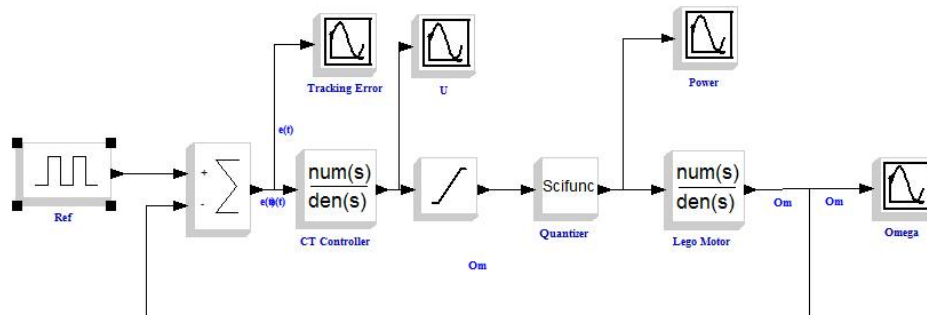 Tracking Error
U
Power
e(t)
+
-
Ref
e(t)
(t)
num(s)
den(s)
CT Controller
Scifunc
Quantizer
num(s)
den(s)
Lego Motor
Om
Om
Omega
Om